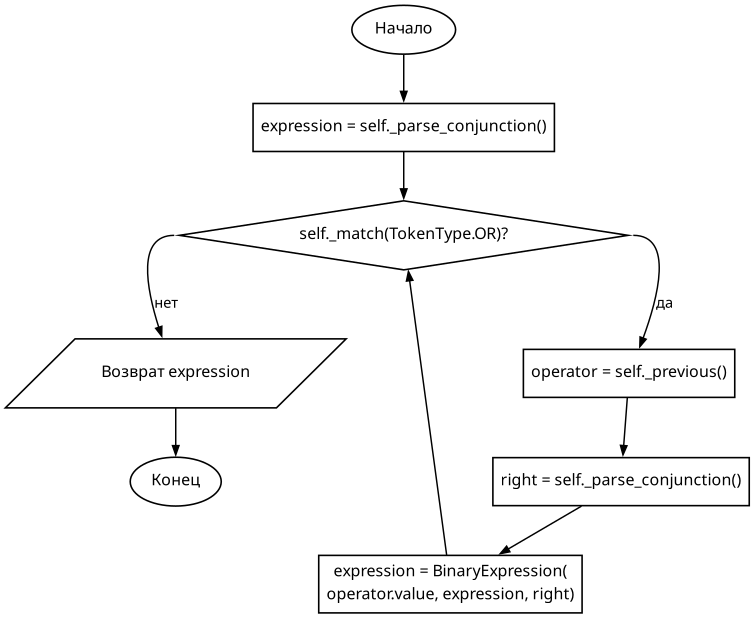 Начало
expression = self._parse_conjunction()
self._match(TokenType.OR)?
нет
да
Возврат expression
operator = self._previous()
Конец
right = self._parse_conjunction()
expression = BinaryExpression(
operator.value, expression, right)